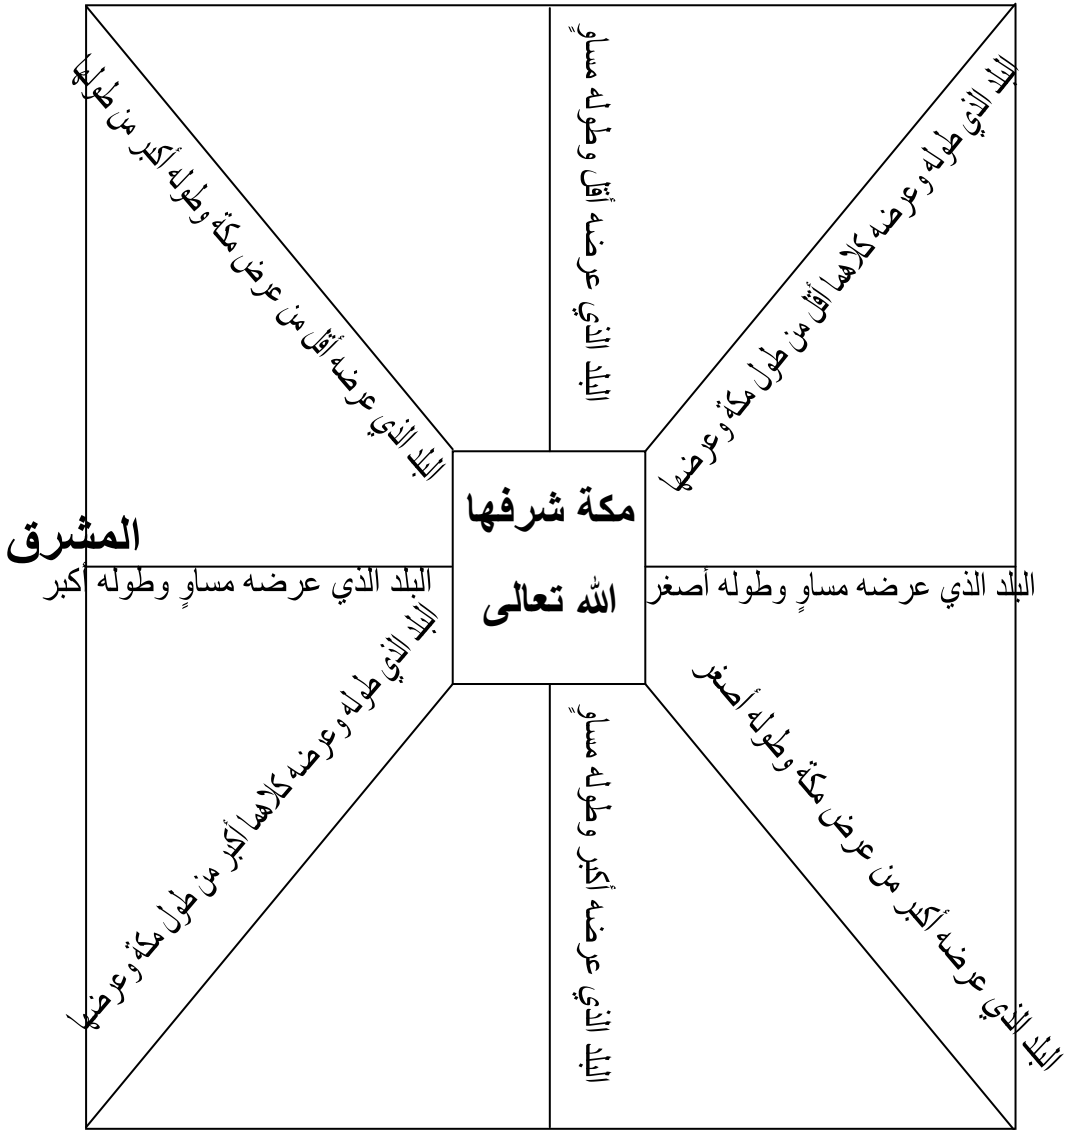 البلد الذي طوله وعرضه كلاهما أقل من طول مكة وعرضها
البلد الذي عرضه أقل وطوله مساوٍ
البلد الذي عرضه أقل من عرض مكة وطوله أكبر من طولها
مكة شرفها
الله تعالى
المشرق
البلد الذي عرضه مساوٍ وطوله أصغر
البلد الذي عرضه مساوٍ وطوله أكبر
البلد الذي عرضه أكبر من عرض مكة وطوله أصغر
البلد الذي عرضه أكبر وطوله مساوٍ
البلد الذي طوله وعرضه كلاهما أكبر من طول مكة وعرضها